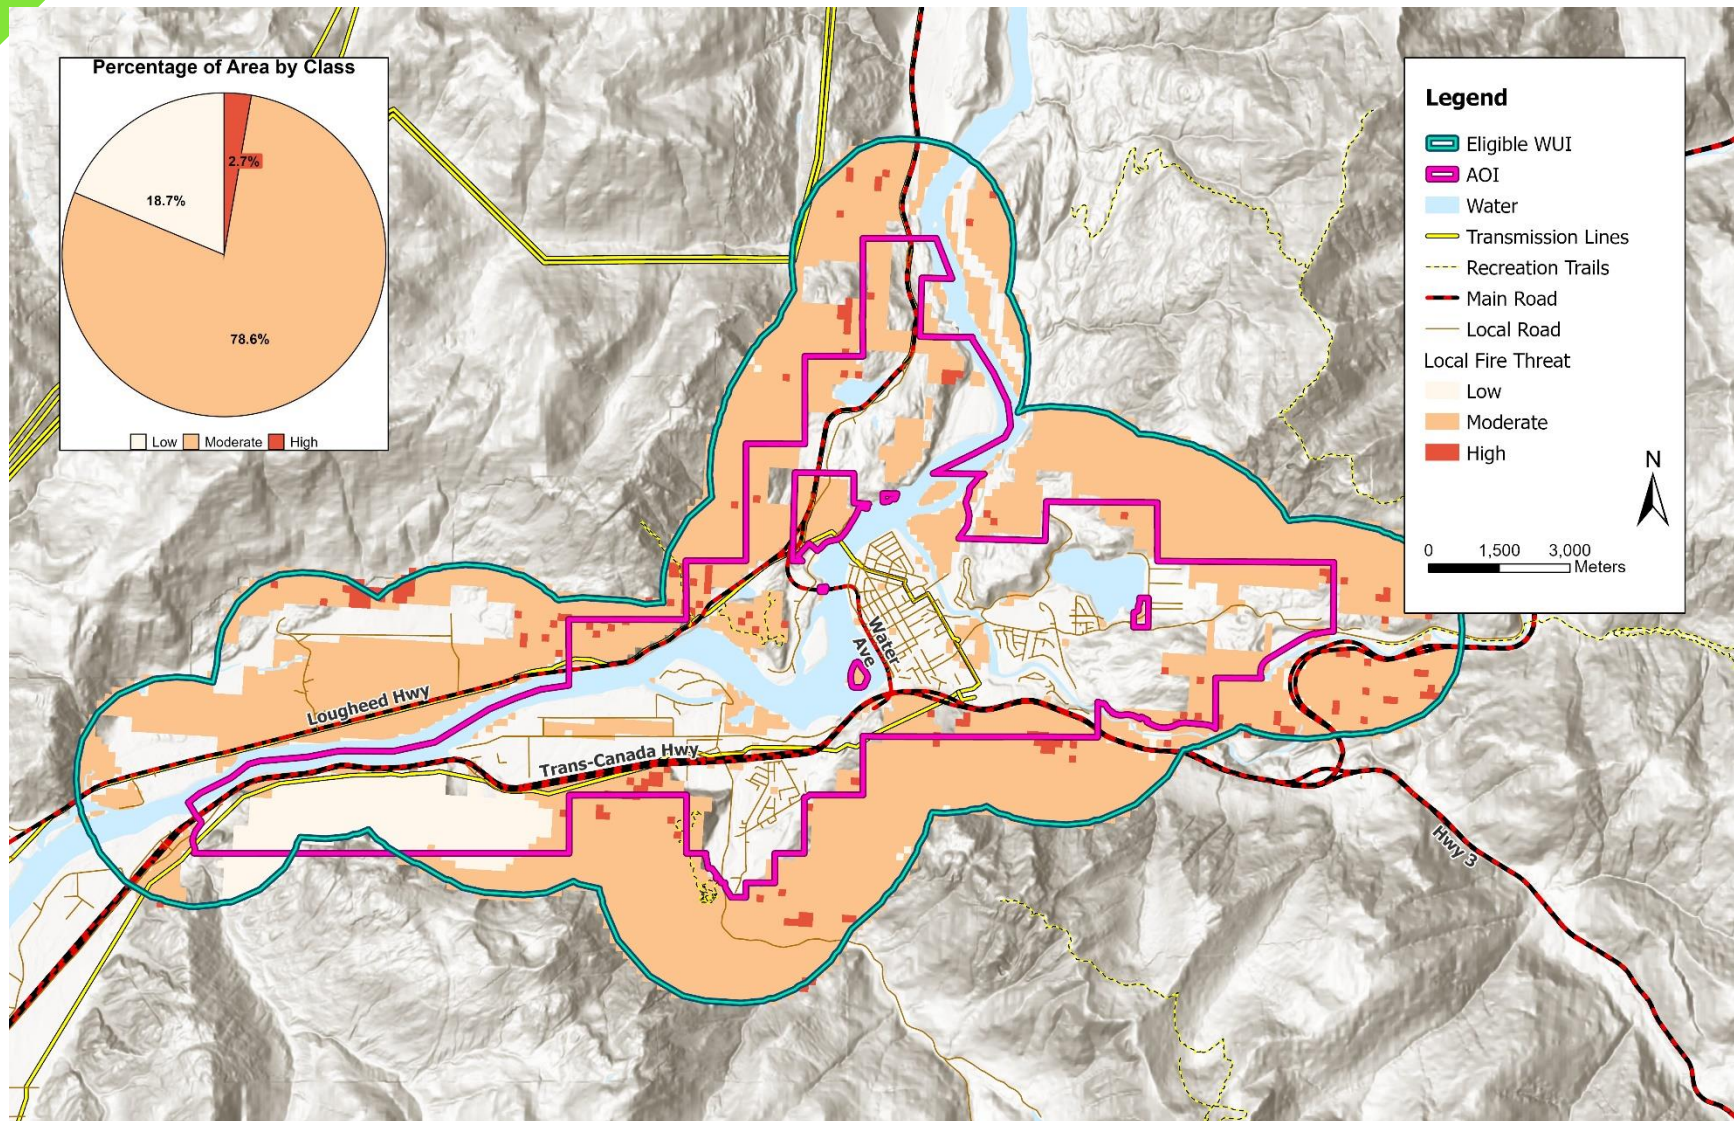 Percentage of Area by Class
2.7%
18.7%
78.6%
Low Moderate High
Legend
Eligible WUI
AOI
Water
Transmission Lines
Recreation Trails
Main Road
Local Road
Local Fire Threat
Low
Moderate
High
N
0 1,500 3,000
Meters
Water
Ave
Lougheed Hwy
Trans-Canada Hwy
Hwy 3